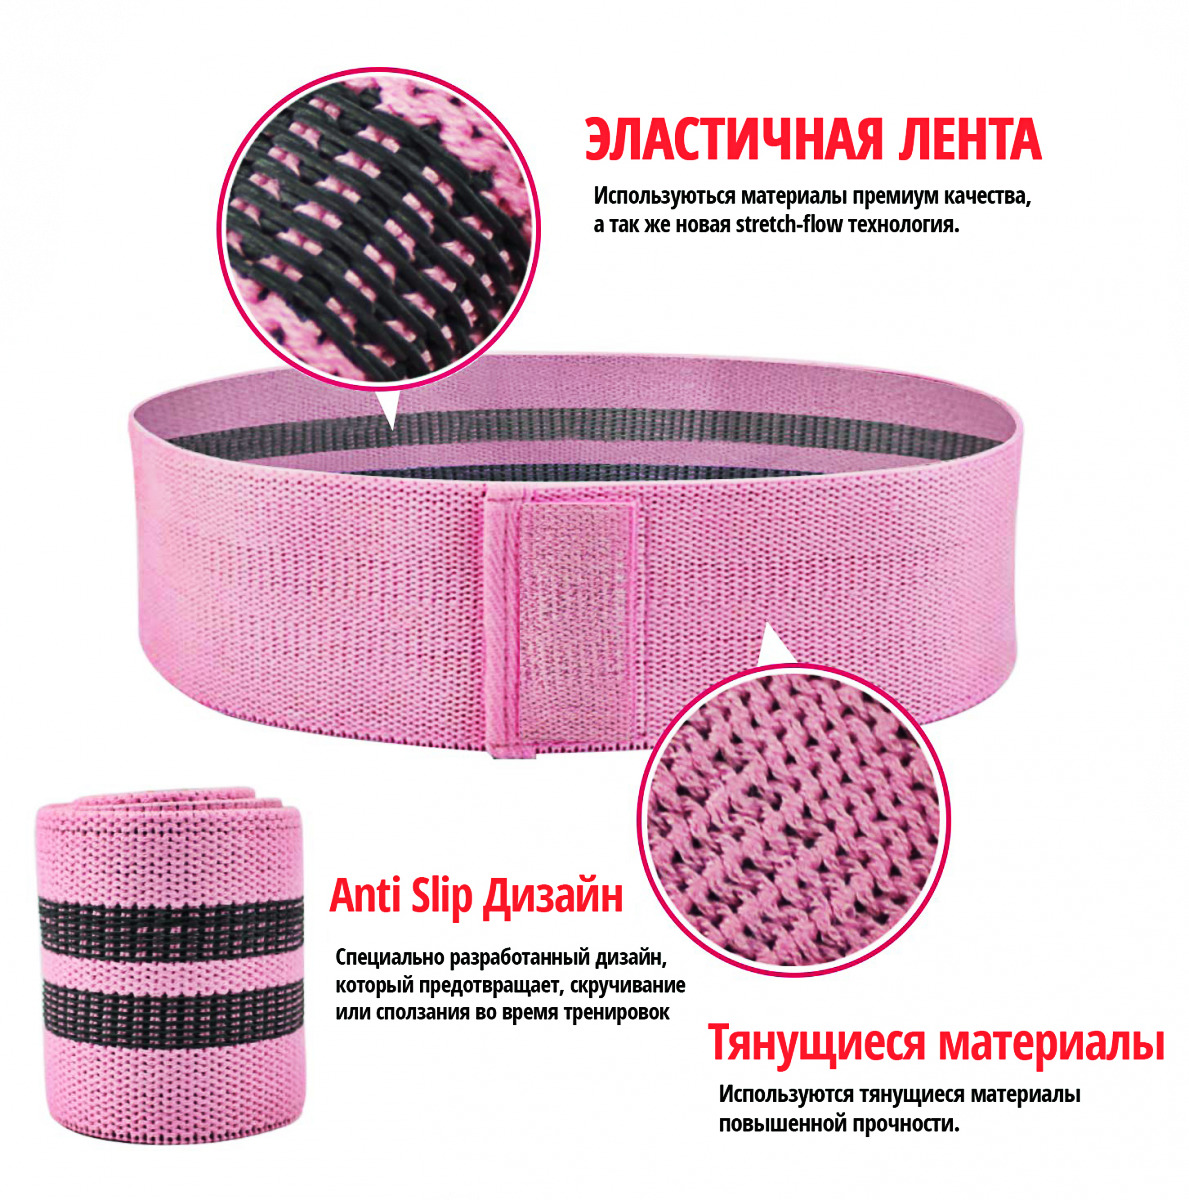 ЭЛАСТИЧНАЯ ЛЕНТА
Используються материалы премиум качества,
а так же новая stretch-flow технология.
Anti Slip Дизайн
Специально разработанный дизайн,
который предотвращает, скручивание
или сползания во время тренировок
Тянущиеся материалы
Используются тянущиеся материалы
повышенной прочности.